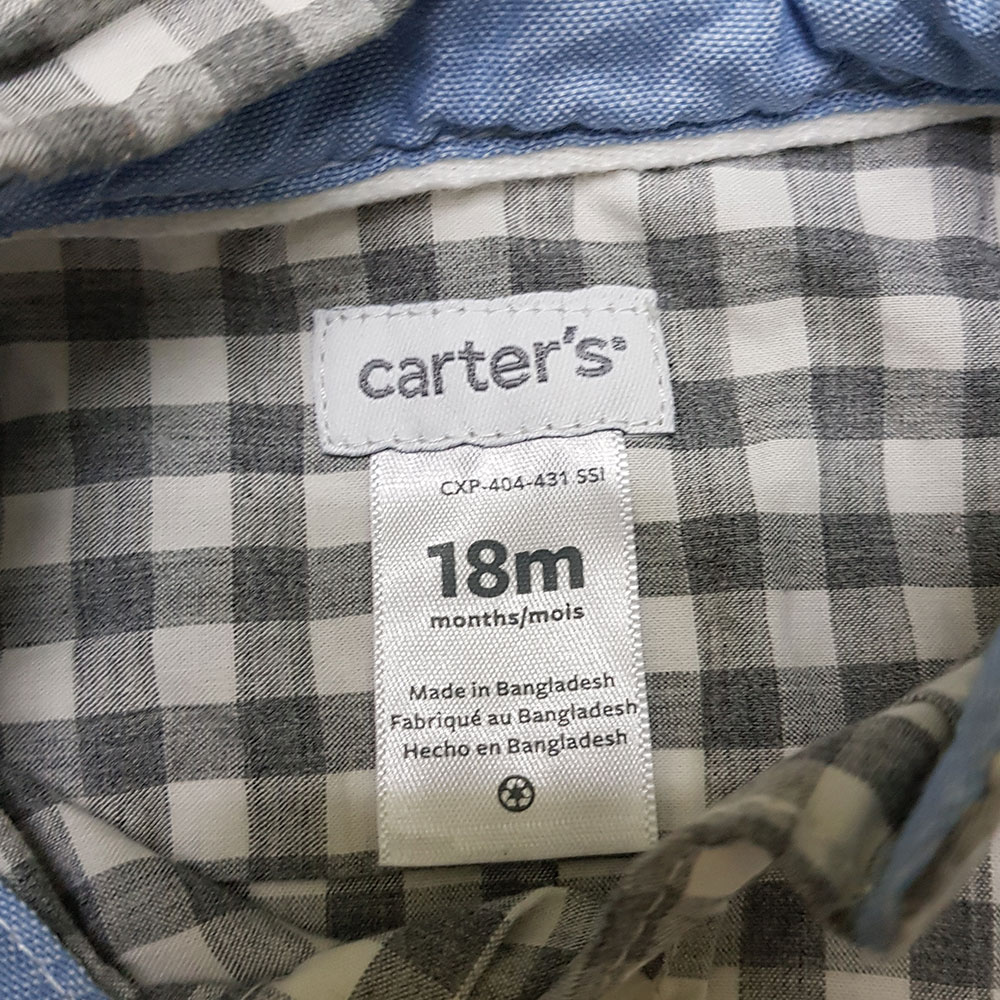 carter's
CXP-404-431 SSI
18m
months/mois
Made in Bangladesh
Fabriqué au Bangladesh
Hecho en Bangladesh